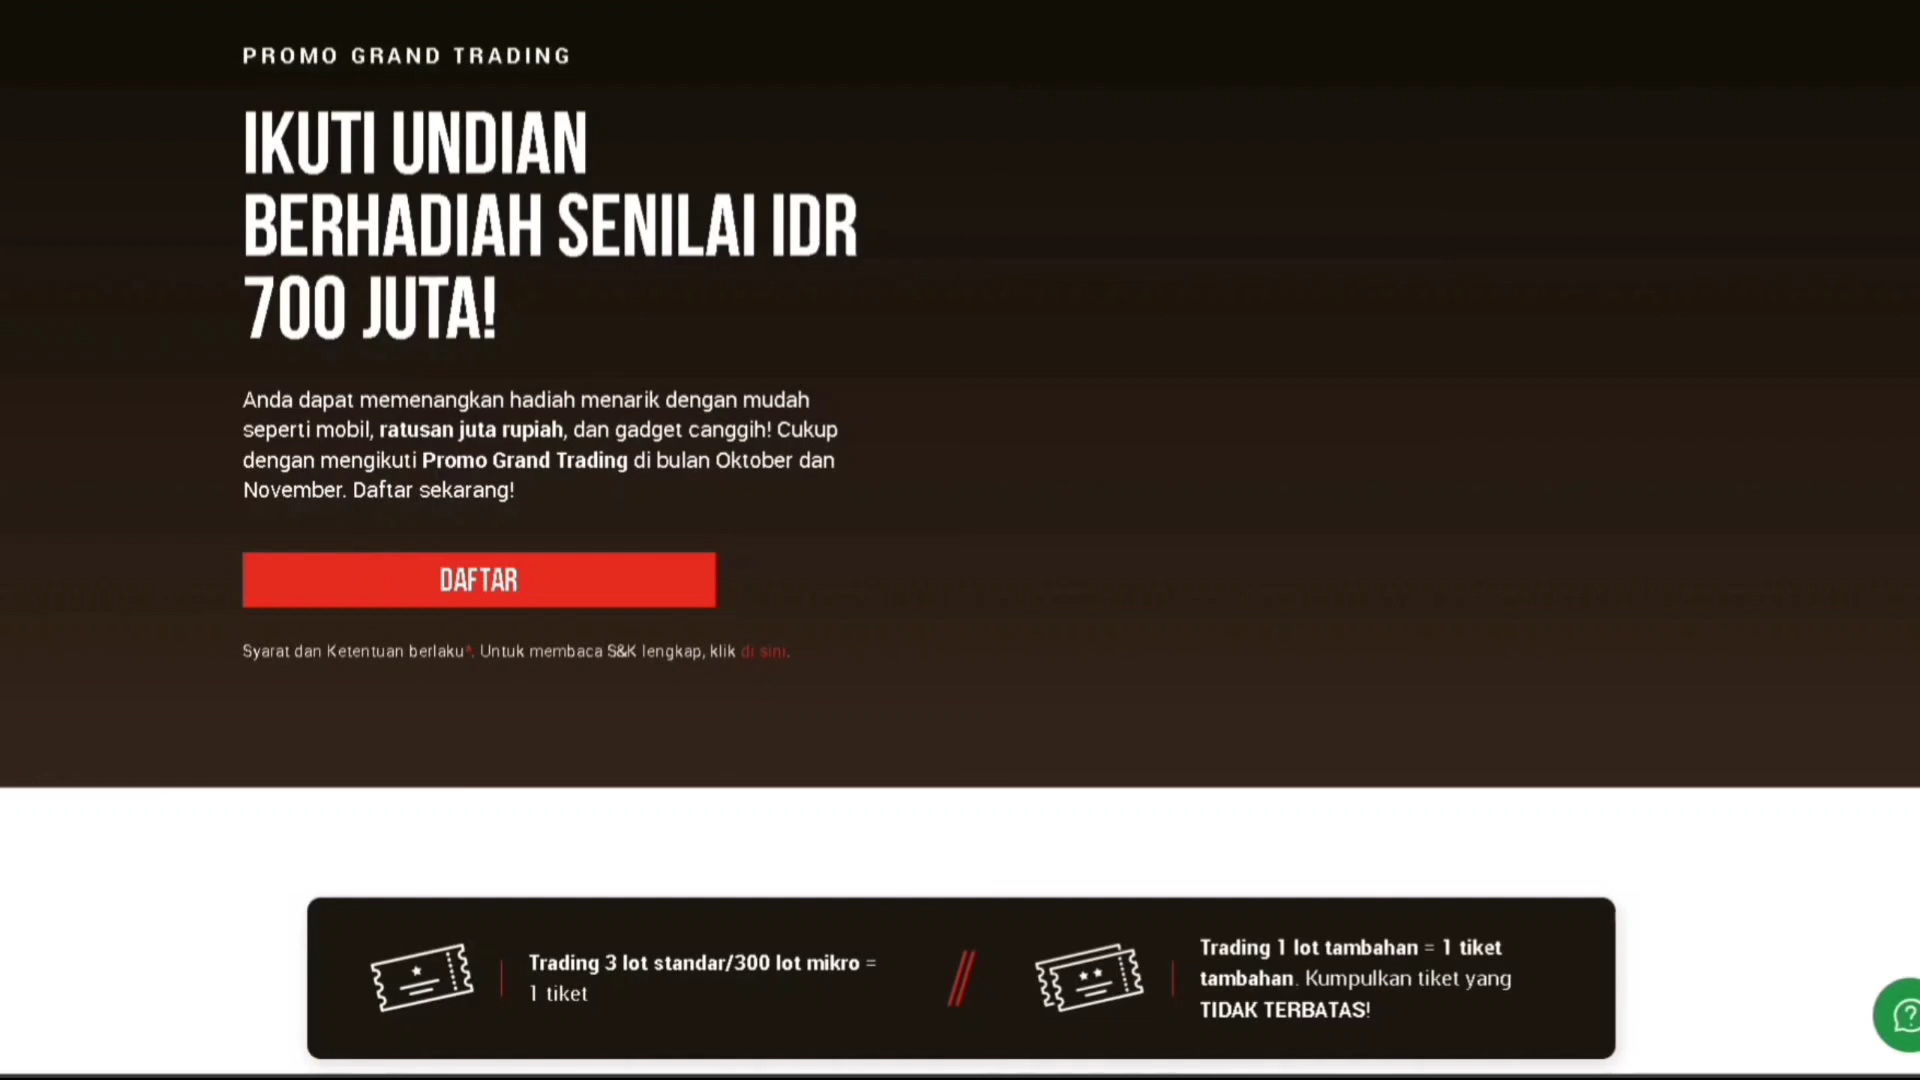 PROMO GRAND TRADING
IKUTI UNDIAN
BERHADIAH SENILAI IDR
700 JUTA!
Anda dapat memenangkan hadiah menarik dengan mudah
seperti mobil, ratusan juta rupiah, dan gadget canggih! Cukup
dengan mengikuti Promo Grand Trading di bulan Oktober dan
November. Daftar sekarang!
DAFTAR
Syarat dan Ketentuan berlaku*. Untuk membaca S&K lengkap, klik di sini.
Trading 3 lot standar/300 lot mikro =
1 tiket
Trading 1 lot tambahan = 1 tiket
tambahan. Kumpulkan tiket yang
TIDAK TERBATAS!